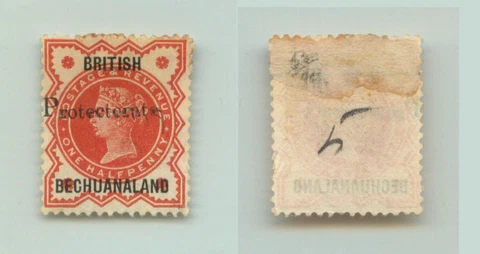 BRITISH
POSTAGE & REVENUE
Protectorate
ONE HALFPENNY
BECHUANALAND
BECHUANALAND